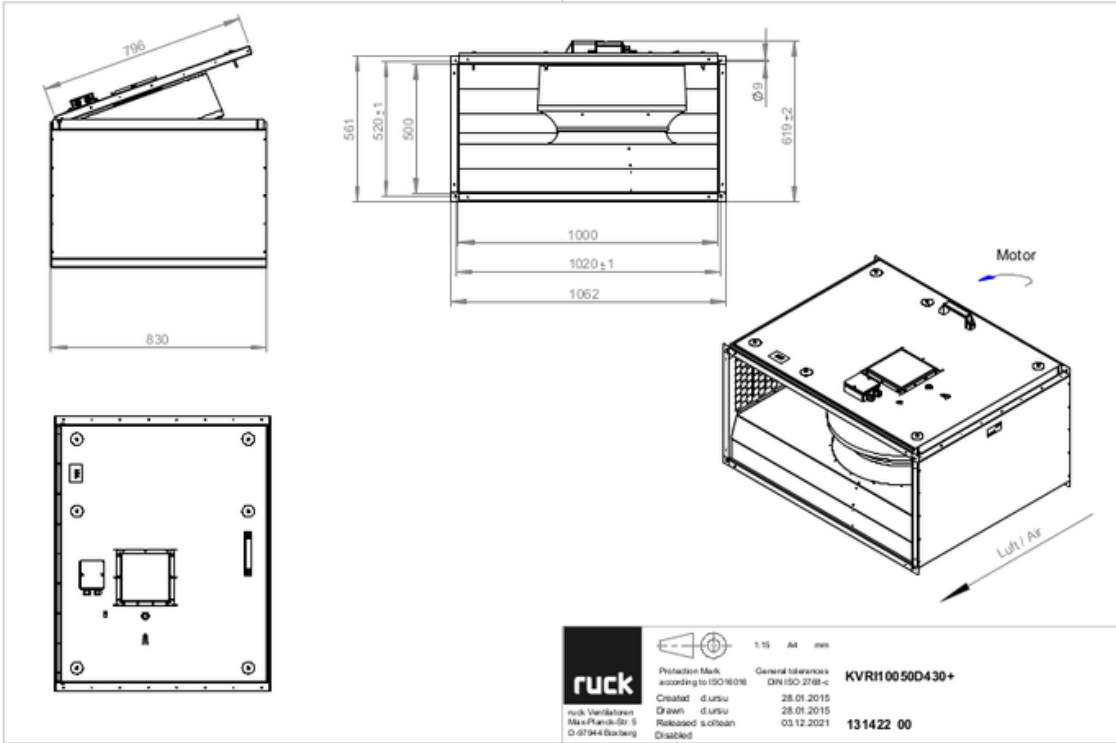 796
830
561
520±1
500
Ø9
619±2
1000
1020±1
1062
Motor
Luft / Air
ruck
ruck Ventilatoren
Max-Planck-Str. 5
D-97944 Boxberg
1:15 A4 mm
Protection Mark
according to ISO16016
General tolerances
DIN ISO 2768-c
Created d.ursu 28.01.2015
Drawn d.ursu 28.01.2015
Released s.oltean 03.12.2021
Disabled
KVRI10050D430+
131422 00